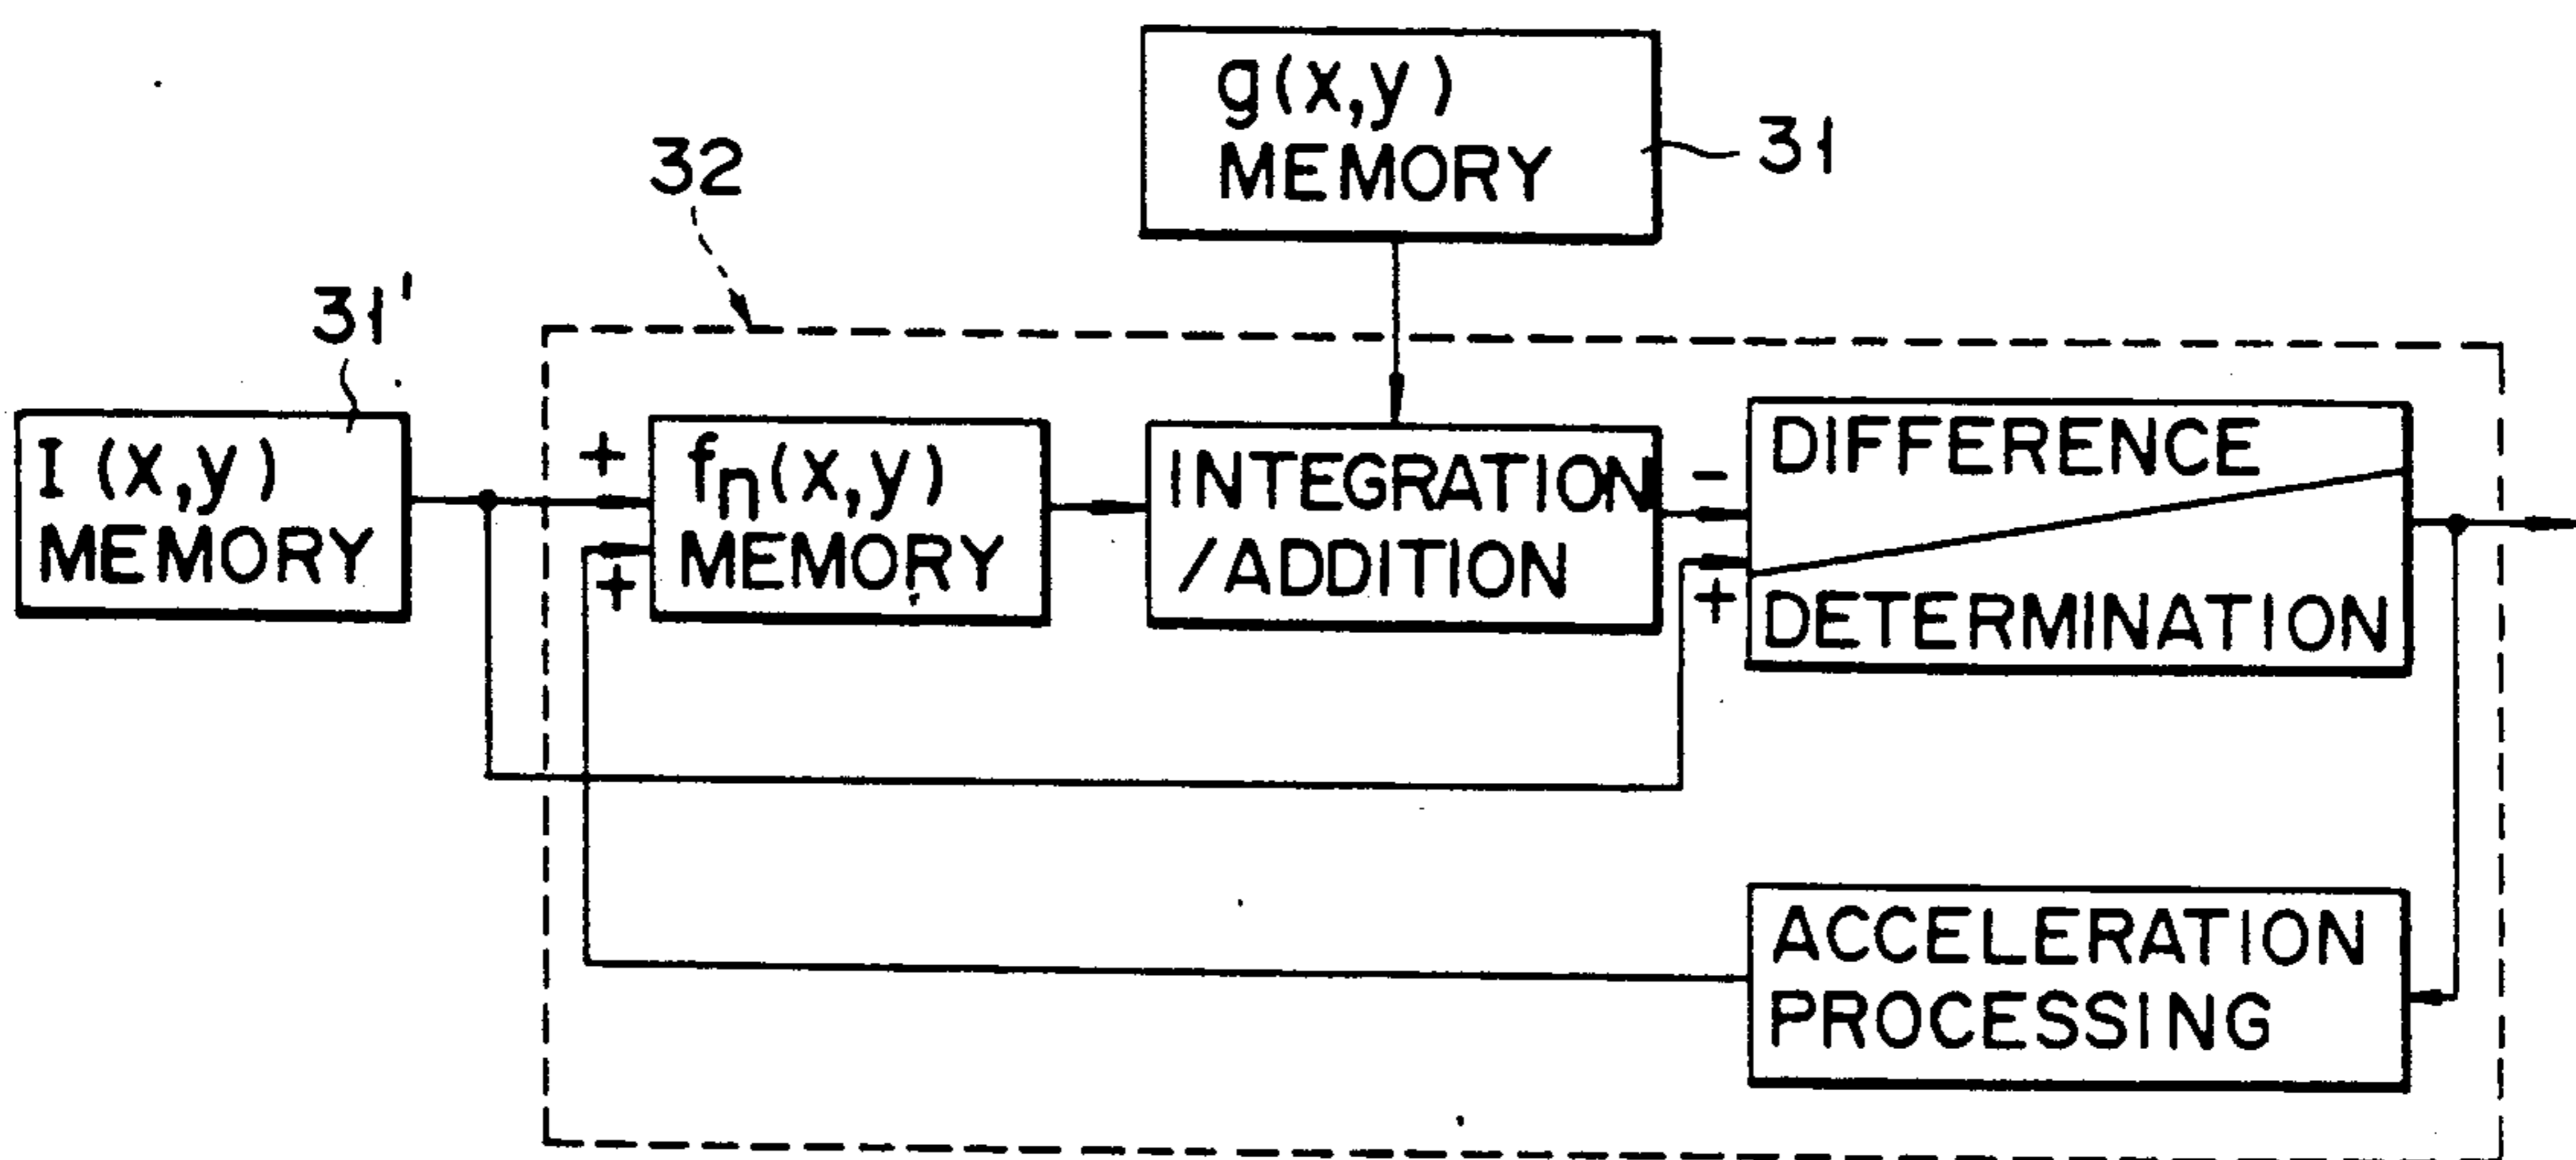 g(x,y)
MEMORY
31
32
31'
I(x,y)
MEMORY
+
+
fn(x,y)
MEMORY
INTEGRATION
/ADDITION
-
+
DIFFERENCE
DETERMINATION
ACCELERATION
PROCESSING